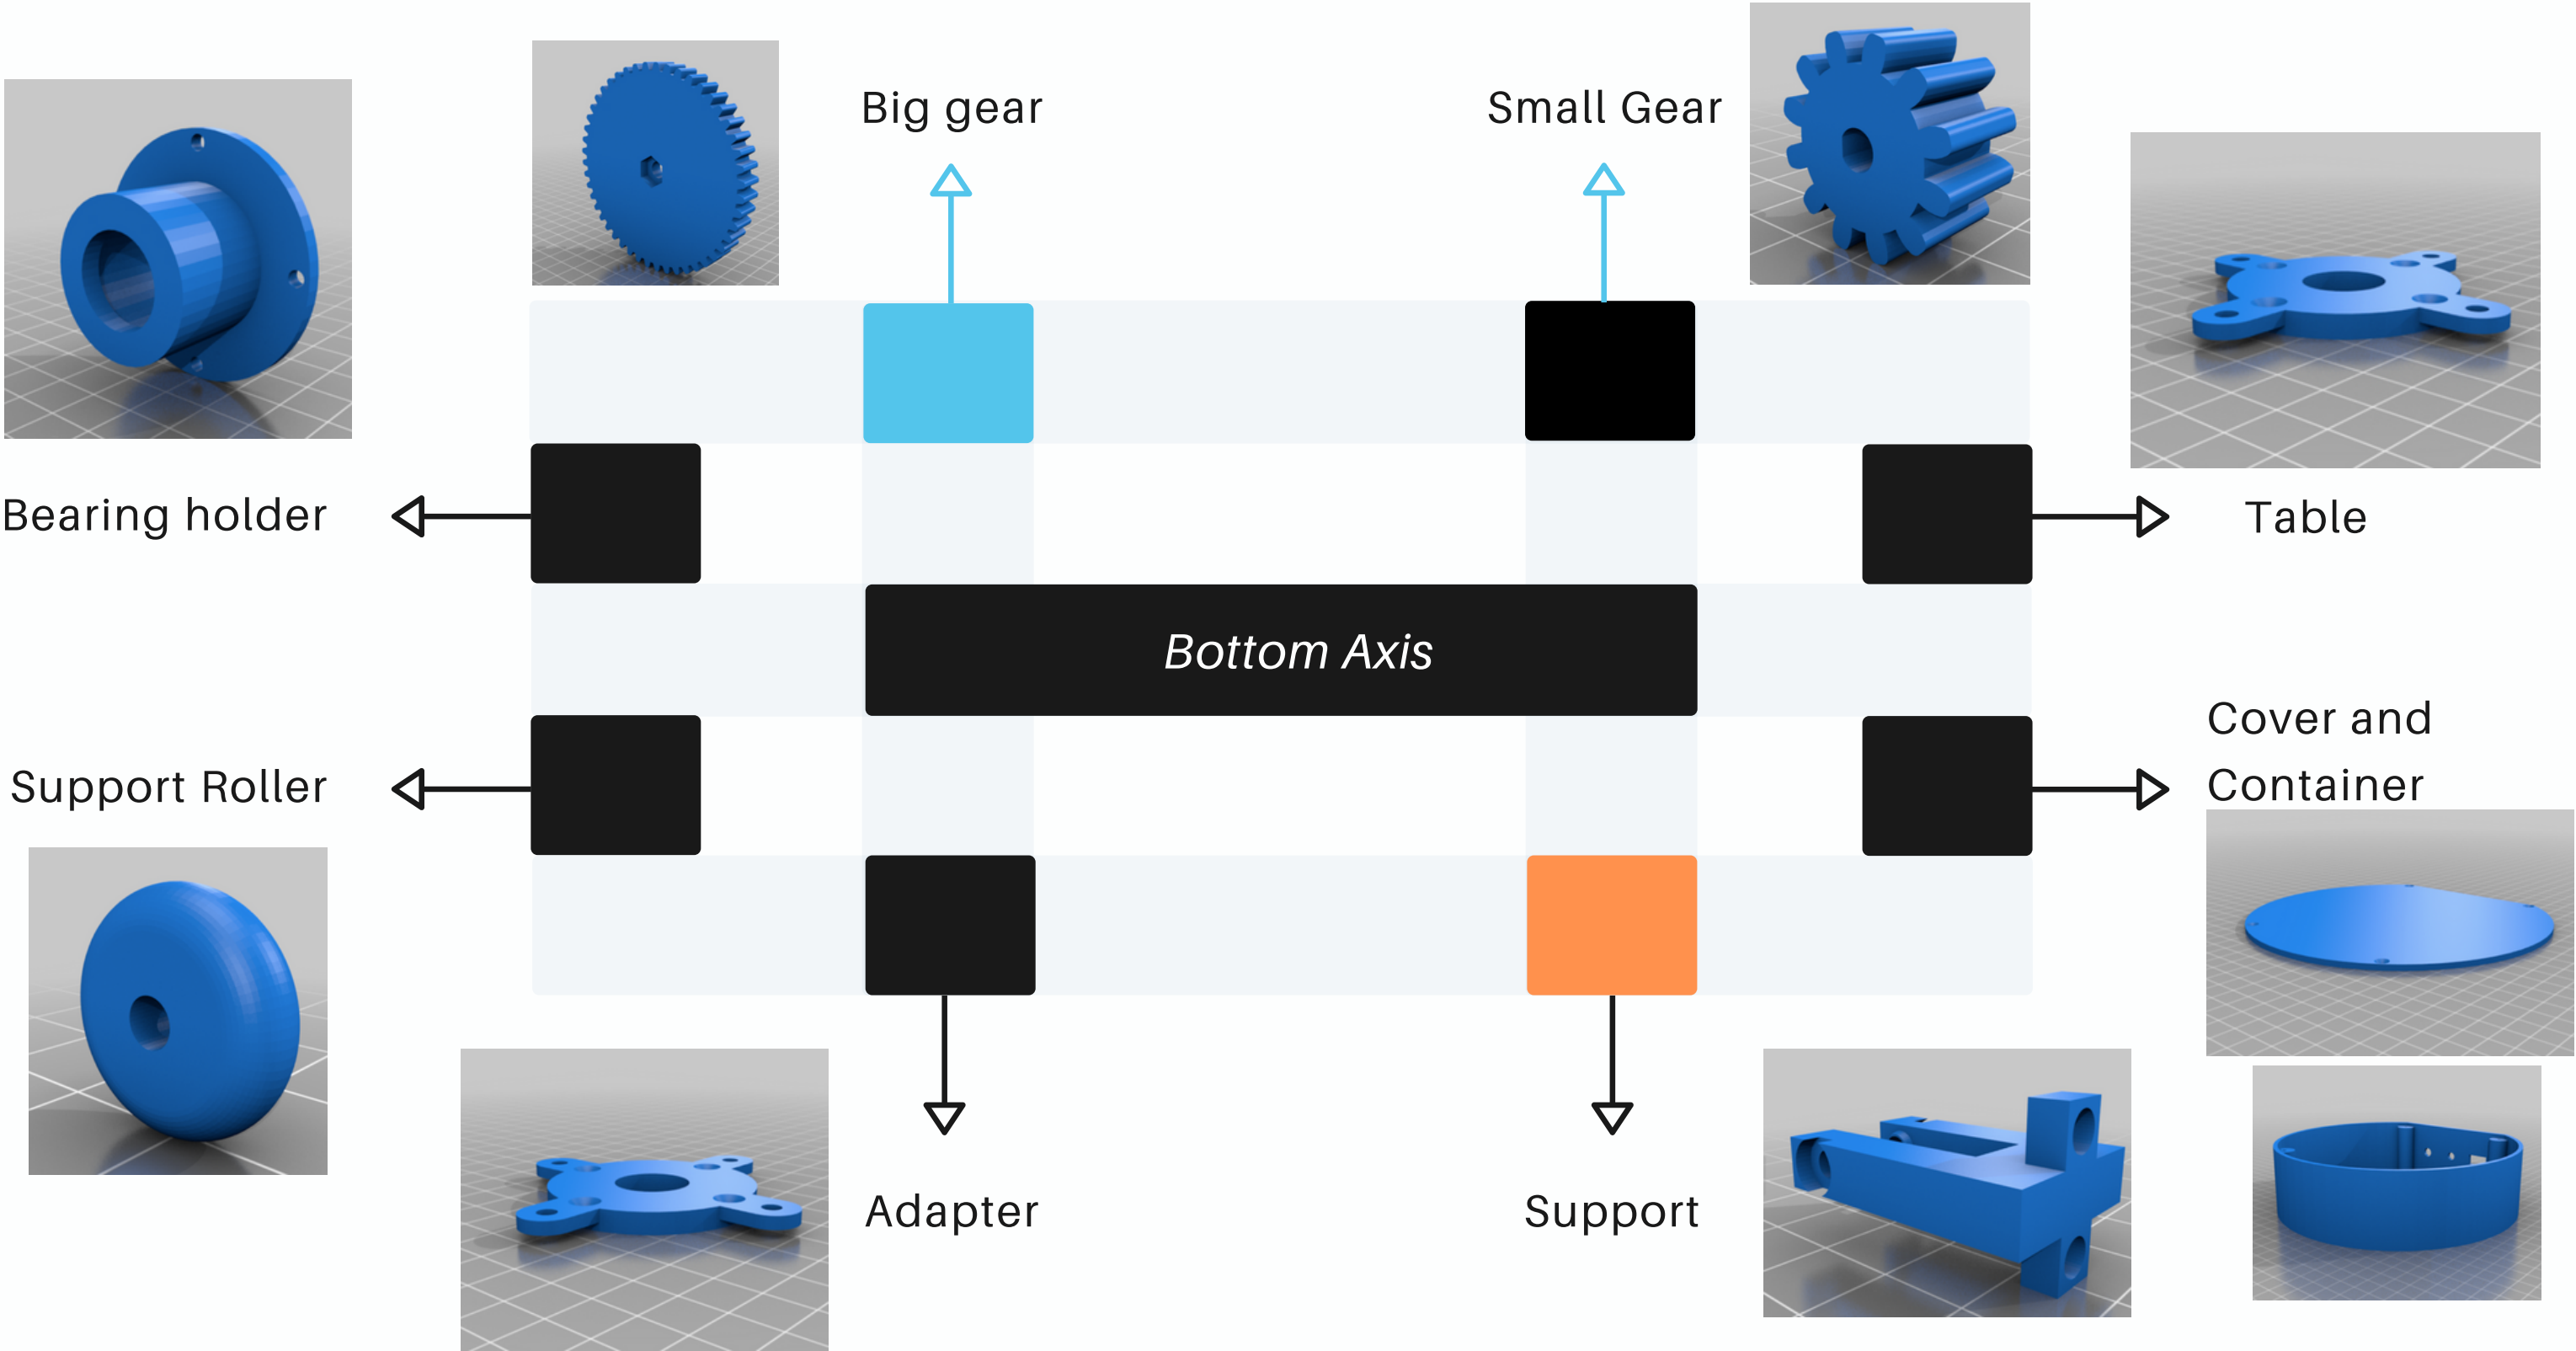 Big gear
Small Gear
Bearing holder
Table
Bottom Axis
Support Roller
Cover and
Container
Adapter
Support